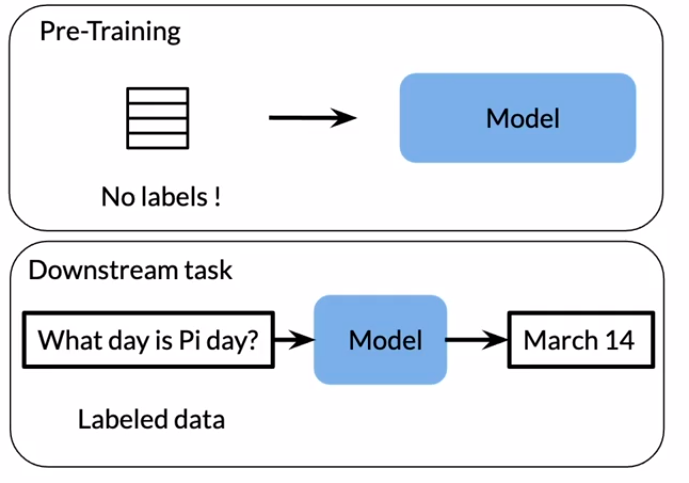 Pre-Training
Model
No labels !
Downstream task
What day is Pi day?
Model
March 14
Labeled data